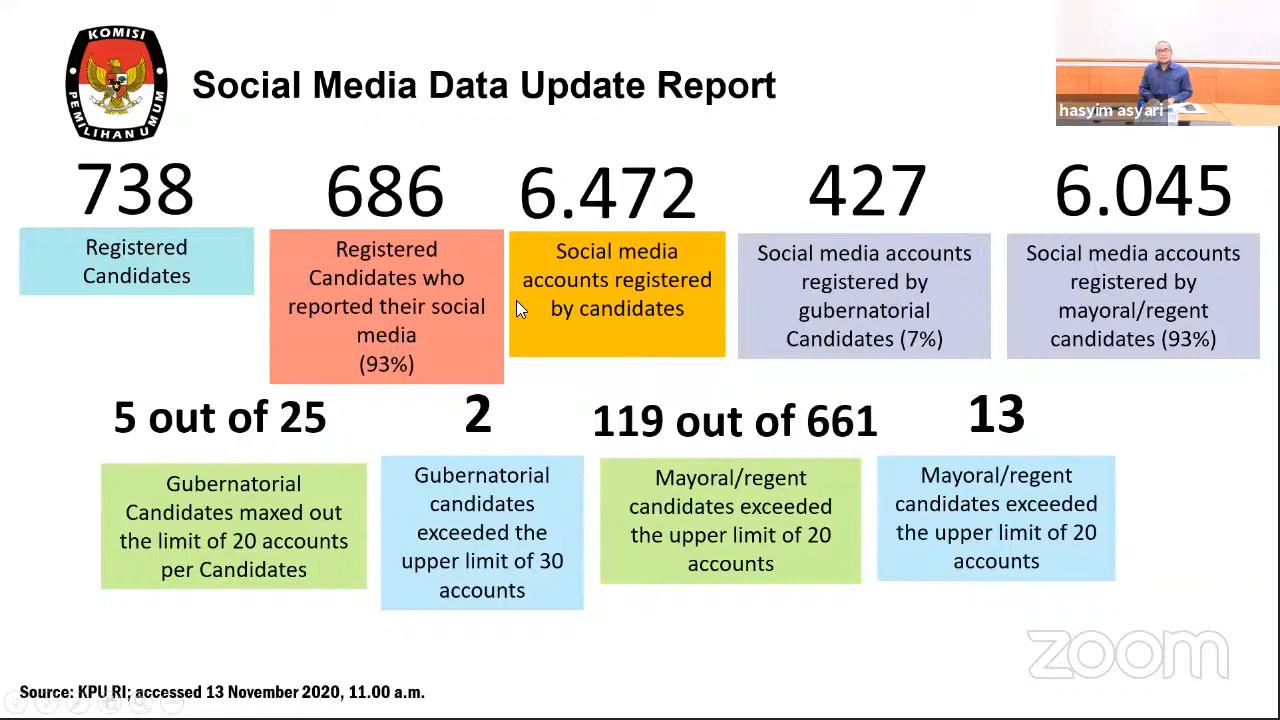 KOMISI
PEMILIHAN UMUM
Social Media Data Update Report
hasyim asyari
738
Registered
Candidates
686
Registered
Candidates who
reported their social
media
(93%)
6.472
Social media
accounts registered
by candidates
427
Social media accounts
registered by
gubernatorial
Candidates (7%)
6.045
Social media accounts
registered by
mayoral/regent
candidates (93%)
5 out of 25
Gubernatorial
Candidates maxed out
the limit of 20 accounts
per Candidates
2
Gubernatorial
candidates
exceeded the
upper limit of 30
accounts
119 out of 661
Mayoral/regent
candidates exceeded
the upper limit of 20
accounts
13
Mayoral/regent
candidates exceeded
the upper limit of 20
accounts
zoom
Source: KPU RI; accessed 13 November 2020, 11.00 a.m.